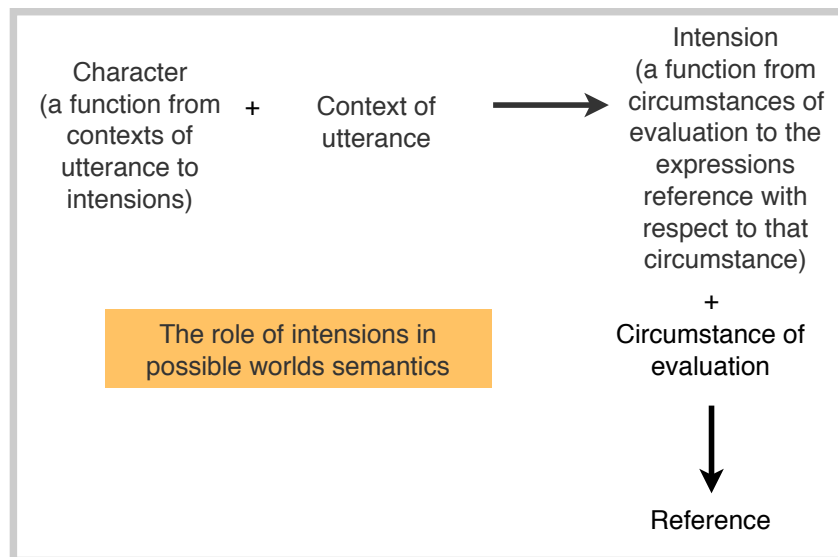 Character
(a function from
contexts of
utterance to
intensions)
+
Context of
utterance
Intension
(a function from
circumstances of
evaluation to the
expressions
reference with
respect to that
circumstance)
+
Circumstance of
evaluation
Reference
The role of intensions in
possible worlds semantics